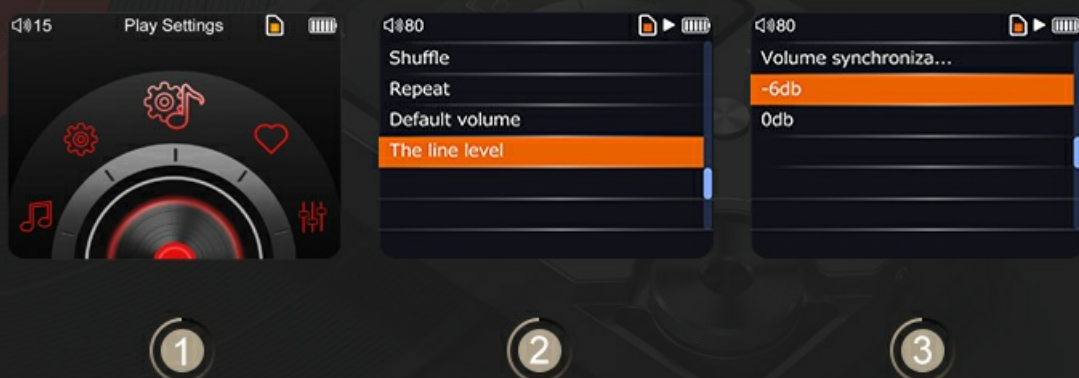 15 Play Settings
80
Shuffle
Repeat
Default volume
The line level
80
Volume synchroniza...
-6db
0db
1
2
3